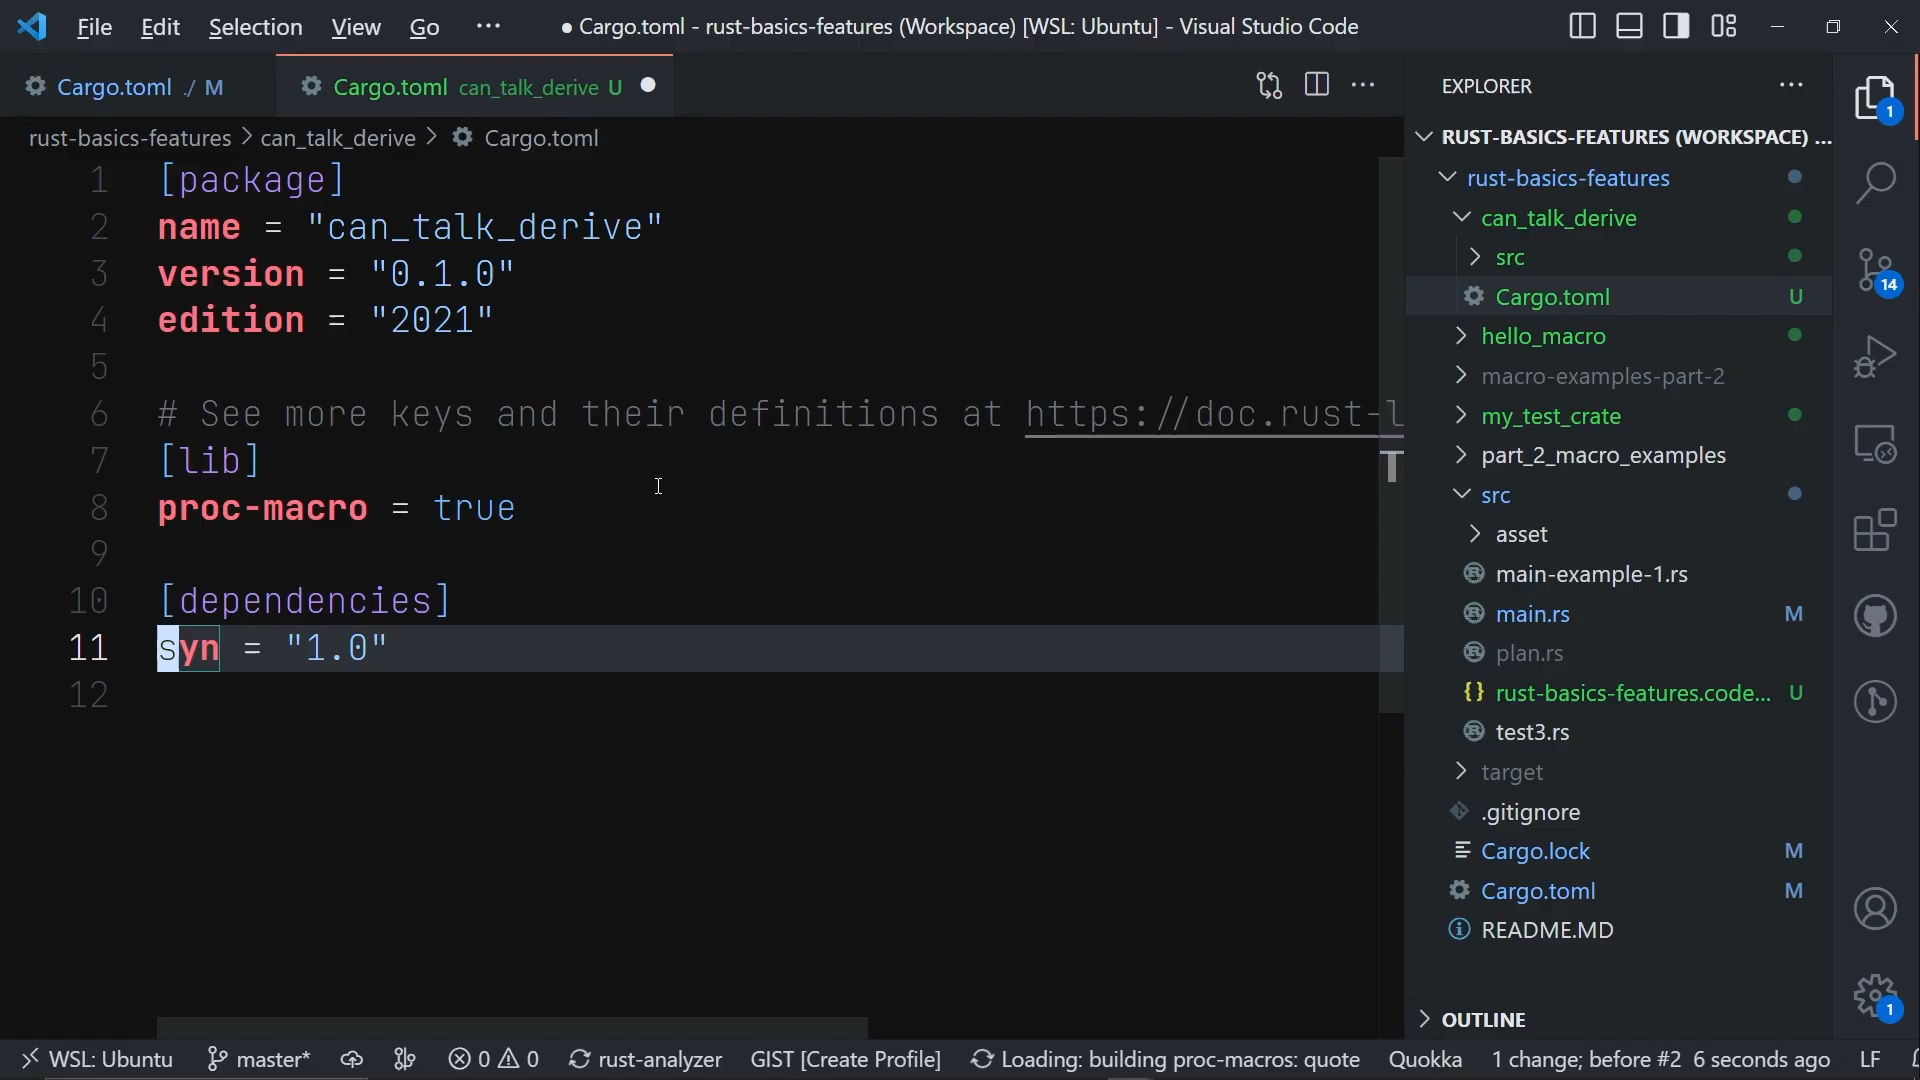 File Edit Selection View Go ··· ● Cargo.toml - rust-basics-features (Workspace) [WSL: Ubuntu] - Visual Studio Code
Cargo.toml ./ M
Cargo.toml can_talk_derive U
rust-basics-features > can_talk_derive > Cargo.toml
1 [package]
2 name = "can_talk_derive"
3 version = "0.1.0"
4 edition = "2021"
5
6 # See more keys and their definitions at https://doc.rust-l
7 [lib]
8 proc-macro = true
9
10 [dependencies]
11 syn = "1.0"
12
EXPLORER
RUST-BASICS-FEATURES (WORKSPACE) ...
rust-basics-features
can_talk_derive
src
Cargo.toml U
hello_macro
macro-examples-part-2
my_test_crate
part_2_macro_examples
src
asset
main-example-1.rs
main.rs M
plan.rs
{} rust-basics-features.code... U
test3.rs
target
.gitignore
Cargo.lock M
Cargo.toml M
README.MD
OUTLINE
1
14
1
WSL: Ubuntu master* 0 0 rust-analyzer GIST [Create Profile] Loading: building proc-macros: quote Quokka 1 change; before #2 6 seconds ago LF